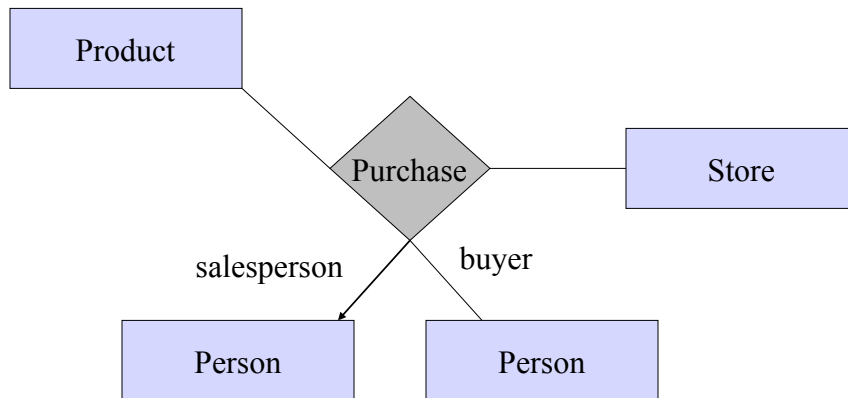 Product
Purchase
Store
salesperson
buyer
Person
Person